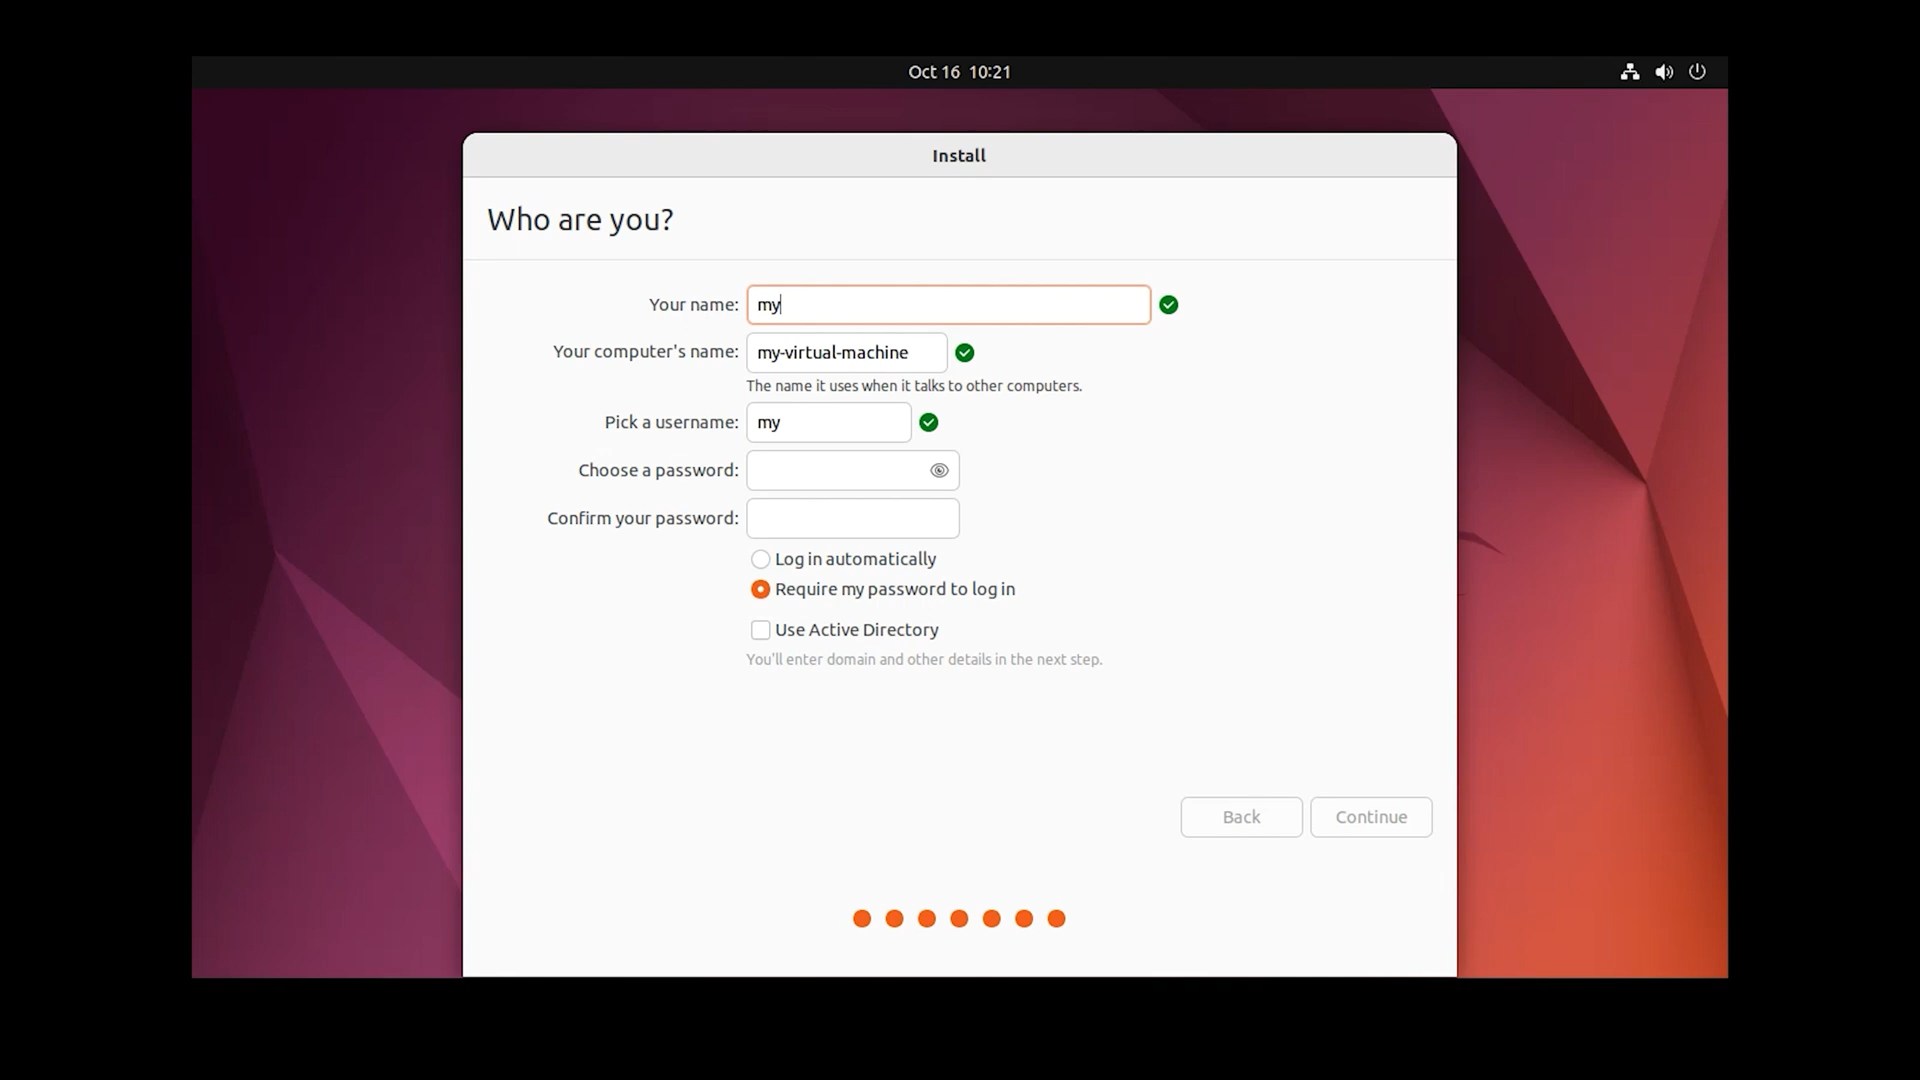 Oct 16 10:21
Install
Who are you?
Your name: my
Your computer's name: my-virtual-machine
The name it uses when it talks to other computers.
Pick a username: my
Choose a password:
Confirm your password:
Log in automatically
Require my password to log in
Use Active Directory
You'll enter domain and other details in the next step.
Back Continue